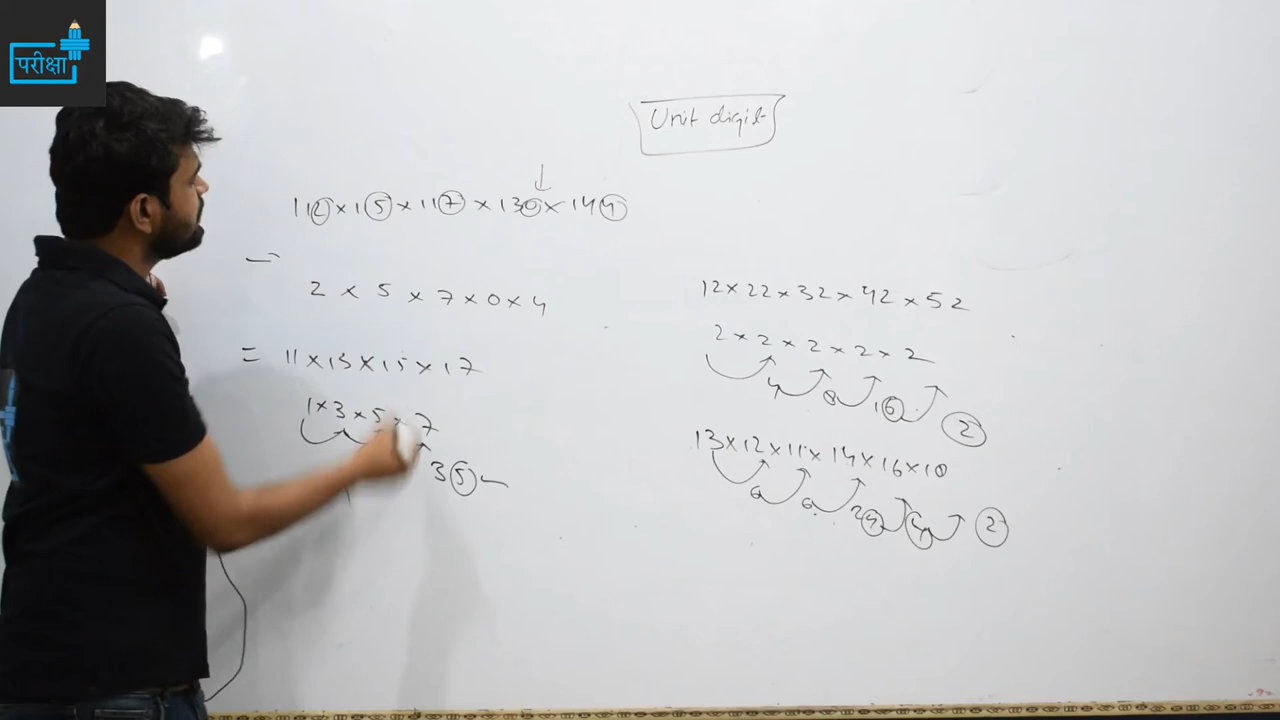 परीक्षा
Unit digit
112 × 15 × 117 × 130 × 144
2 × 5 × 7 × 0 × 4
= 11 × 13 × 15 × 17
1 × 3 × 5 × 7
35
12 × 22 × 32 × 42 × 52
2 × 2 × 2 × 2 × 2
4 8 16 2
13 × 12 × 11 × 14 × 16 × 18
6 6 24 4 2